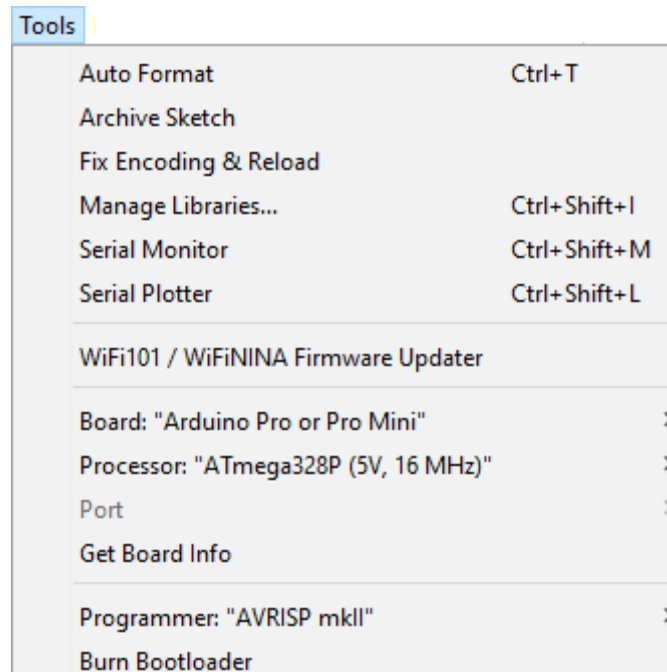 Tools
Auto Format Ctrl+T
Archive Sketch
Fix Encoding & Reload
Manage Libraries... Ctrl+Shift+I
Serial Monitor Ctrl+Shift+M
Serial Plotter Ctrl+Shift+L
WiFi101 / WiFiNINA Firmware Updater
Board: "Arduino Pro or Pro Mini"
Processor: "ATmega328P (5V, 16 MHz)"
Port
Get Board Info
Programmer: "AVRISP mkII"
Burn Bootloader